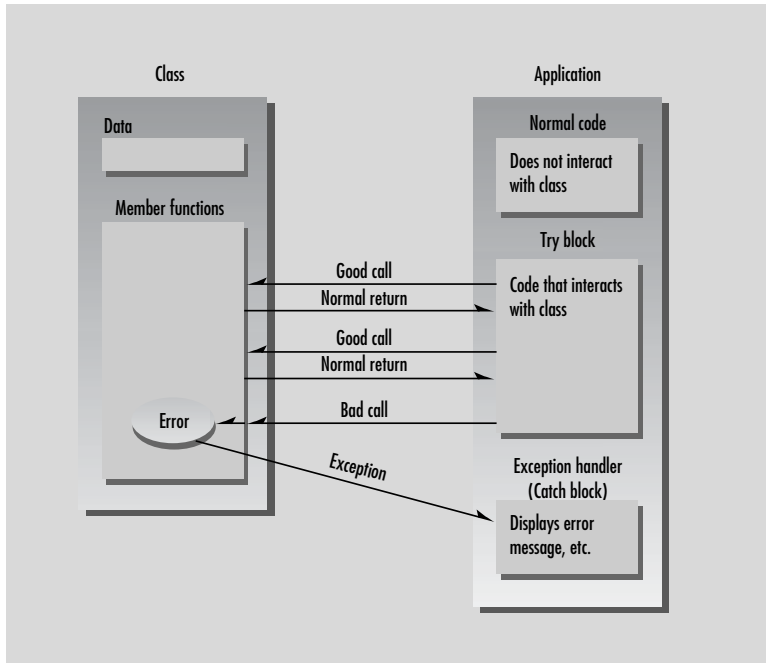 Class
Data
Member functions
Error
Good call
Normal return
Good call
Normal return
Bad call
Exception
Application
Normal code
Does not interact
with class
Try block
Code that interacts
with class
Exception handler
(Catch block)
Displays error
message, etc.